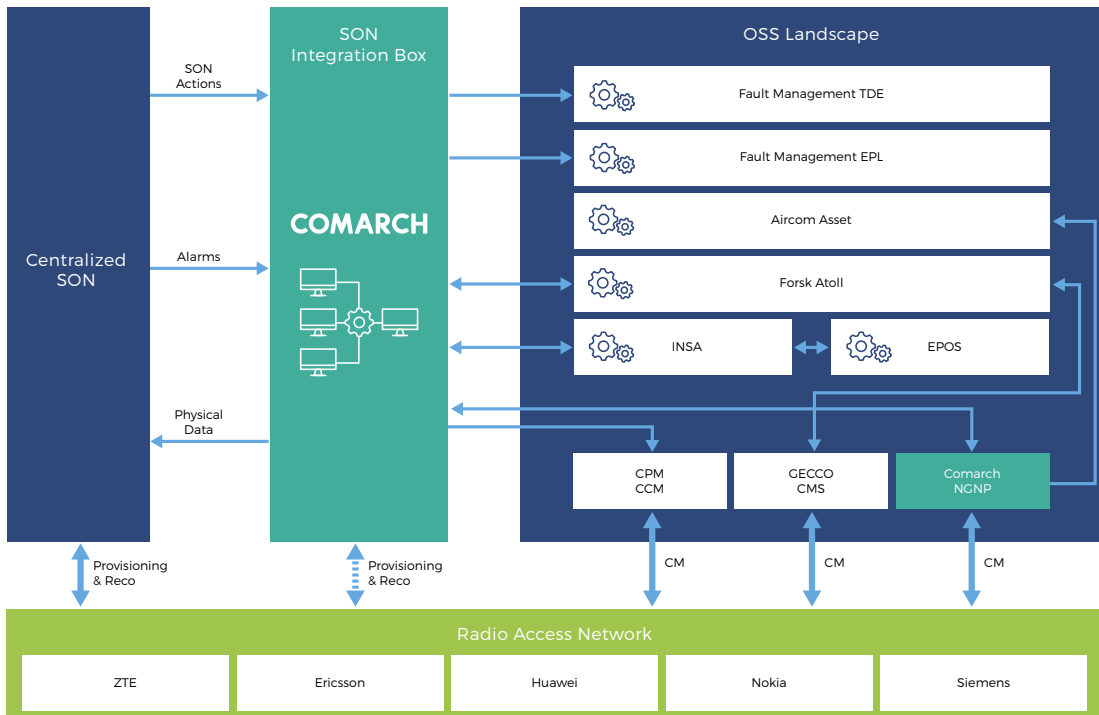 Centralized
SON
SON
Actions
Alarms
Physical
Data
SON
Integration Box
COMARCH
OSS Landscape
Fault Management TDE
Fault Management EPL
Aircom Asset
Forsk Atoll
INSA
EPOS
CPM
CCM
GECCO
CMS
Comarch
NGNP
Provisioning
& Reco
Provisioning
& Reco
CM
CM
CM
Radio Access Network
ZTE
Ericsson
Huawei
Nokia
Siemens